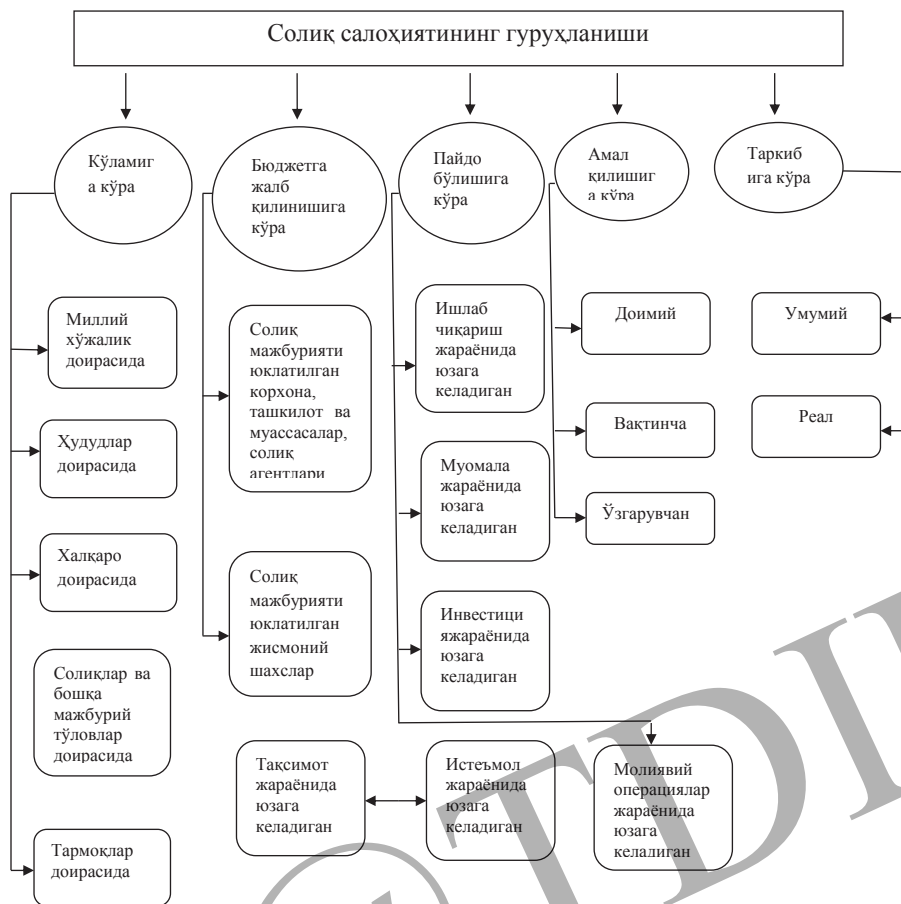 Солиқ салоҳиятининг гуруҳланиши
Кўламиг
а кўра
Бюджетга
жалб
қилинишига
кўра
Пайдо
бўлишига
кўра
Амал
қилишиг
а кўра
Таркиб
ига кўра
Миллий
хўжалик
доирасида
Ҳудудлар
доирасида
Халқаро
доирасида
Солиқлар ва
бошқа
мажбурий
тўловлар
доирасида
Тармоқлар
доирасида
Солиқ
мажбурияти
юклатилган
корхона,
ташкилот ва
муассасалар,
солиқ
агентлари
Солиқ
мажбурияти
юклатилган
жисмоний
шахслар
Ишлаб
чиқариш
жараёнида
юзага
келадиган
Муомала
жараёнида
юзага
келадиган
Инвестици
яжараёнида
юзага
келадиган
Доимий
Вақтинча
Ўзгарувчан
Умумий
Реал
Тақсимот
жараёнида
юзага
келадиган
Истеъмол
жараёнида
юзага
келадиган
Молиявий
операциялар
жараёнида
юзага
келадиган
TDI